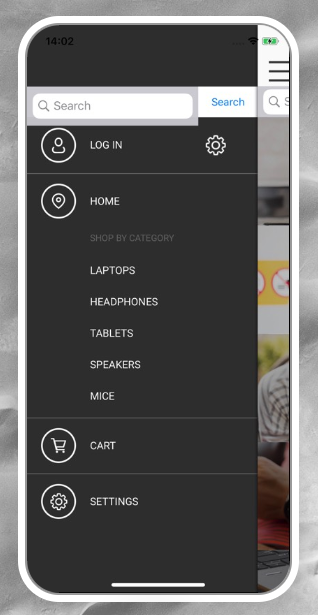 14:02
Search
Search
S
LOG IN
HOME
SHOP BY CATEGORY
LAPTOPS
HEADPHONES
TABLETS
SPEAKERS
MICE
CART
SETTINGS